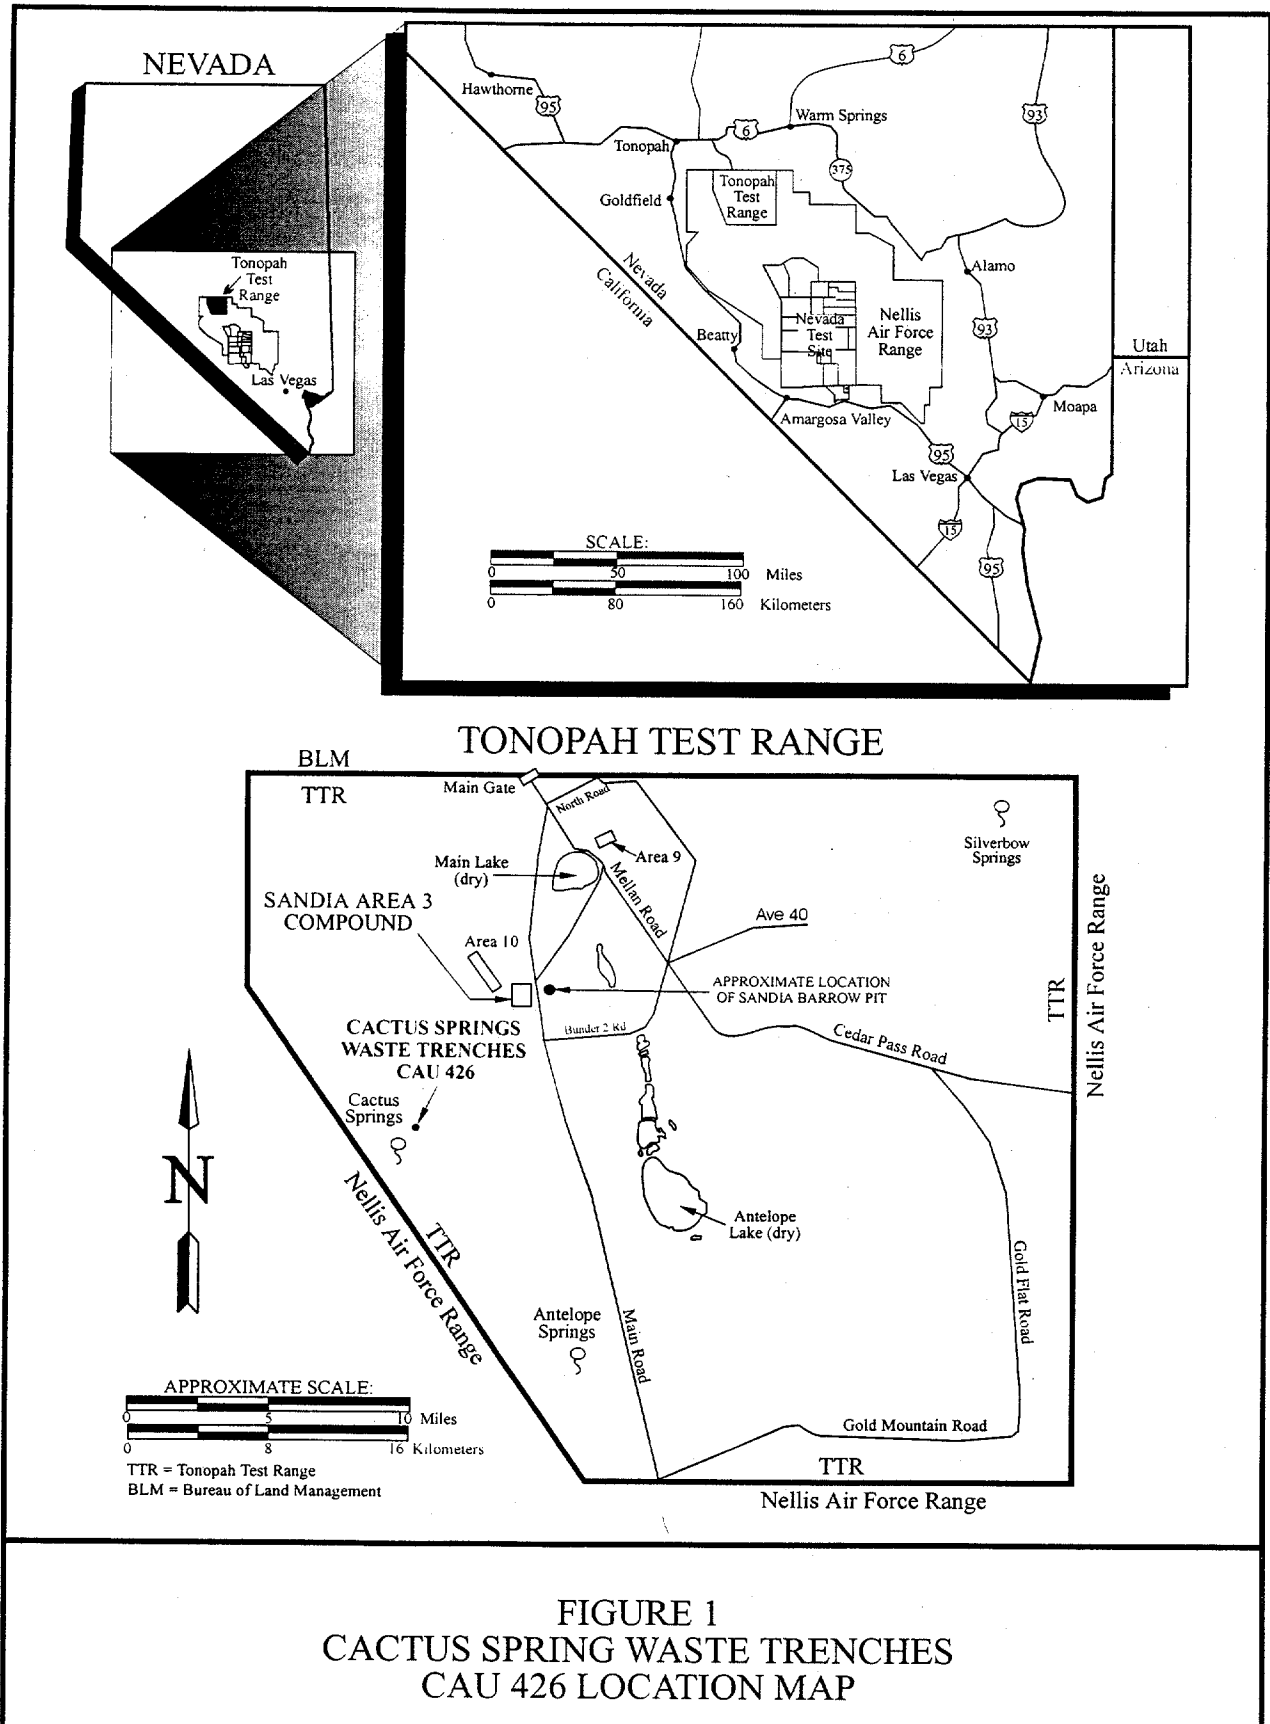 NEVADA
Tonopah
Test
Range
Las Vegas
Hawthorne
95
6
93
Warm Springs
6
Tonopah
375
Tonopah
Test
Range
Goldfield
Nevada
California
Alamo
Nevada
Test
Site
Nellis
Air Force
Range
93
Beatty
Utah
Arizona
Moapa
15
Amargosa Valley
95
Las Vegas
15
95
SCALE:
0 50 100 Miles
0 80 160 Kilometers
TONOPAH TEST RANGE
BLM
TTR
Main Gate
North Road
Silverbow
Springs
Area 9
Main Lake
(dry)
Mellan Road
SANDIA AREA 3
COMPOUND
Ave 40
Area 10
APPROXIMATE LOCATION
OF SANDIA BARROW PIT
TTR
Nellis Air Force Range
CACTUS SPRINGS
WASTE TRENCHES
CAU 426
Bunder 2 Rd
Cedar Pass Road
Cactus
Springs
N
TTR
Nellis Air Force Range
Antelope
Lake (dry)
Gold Flat Road
Antelope
Springs
Main Road
APPROXIMATE SCALE:
0 5 10 Miles
0 8 16 Kilometers
Gold Mountain Road
TTR = Tonopah Test Range
BLM = Bureau of Land Management
TTR
Nellis Air Force Range
FIGURE 1
CACTUS SPRING WASTE TRENCHES
CAU 426 LOCATION MAP